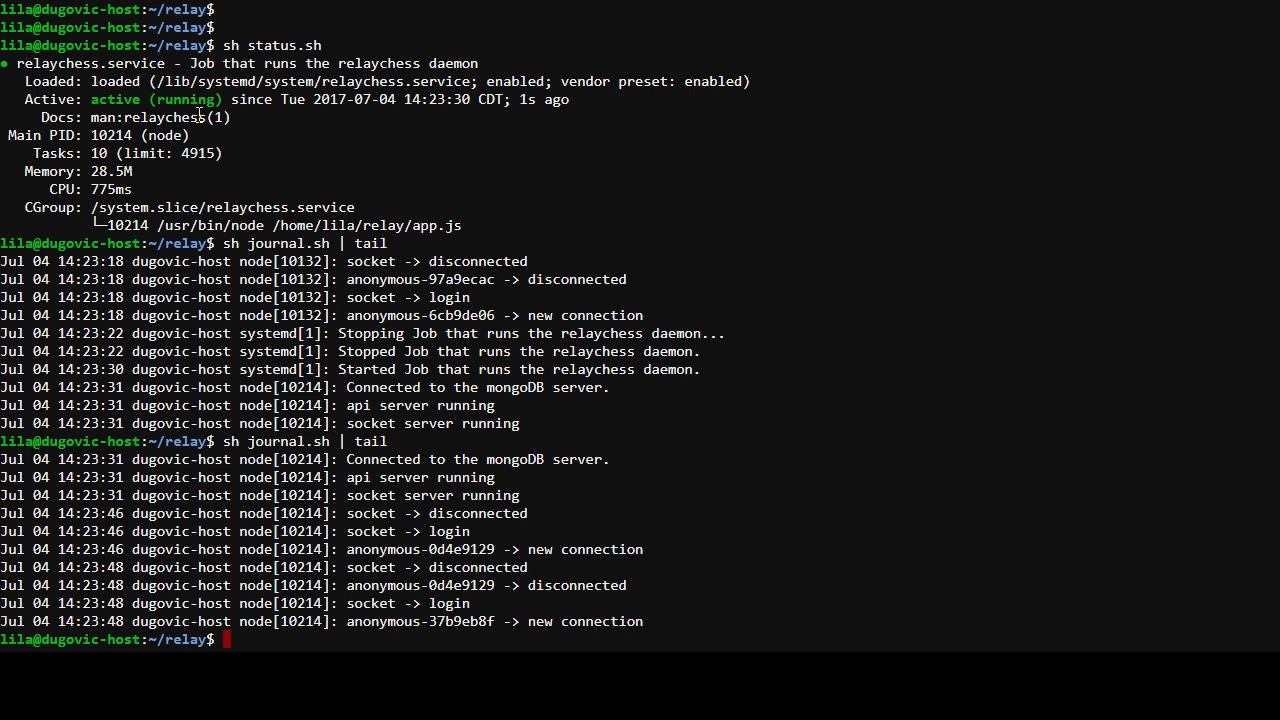 lila@dugovic-host:~/relay$
lila@dugovic-host:~/relay$
lila@dugovic-host:~/relay$ sh status.sh
● relaychess.service - Job that runs the relaychess daemon
Loaded: loaded (/lib/systemd/system/relaychess.service; enabled; vendor preset: enabled)
Active: active (running) since Tue 2017-07-04 14:23:30 CDT; 1s ago
Docs: man:relaychess(1)
Main PID: 10214 (node)
Tasks: 10 (limit: 4915)
Memory: 28.5M
CPU: 775ms
CGroup: /system.slice/relaychess.service
└─10214 /usr/bin/node /home/lila/relay/app.js
lila@dugovic-host:~/relay$ sh journal.sh | tail
Jul 04 14:23:18 dugovic-host node[10132]: socket -> disconnected
Jul 04 14:23:18 dugovic-host node[10132]: anonymous-97a9ecac -> disconnected
Jul 04 14:23:18 dugovic-host node[10132]: socket -> login
Jul 04 14:23:18 dugovic-host node[10132]: anonymous-6cb9de06 -> new connection
Jul 04 14:23:22 dugovic-host systemd[1]: Stopping Job that runs the relaychess daemon...
Jul 04 14:23:22 dugovic-host systemd[1]: Stopped Job that runs the relaychess daemon.
Jul 04 14:23:30 dugovic-host systemd[1]: Started Job that runs the relaychess daemon.
Jul 04 14:23:31 dugovic-host node[10214]: Connected to the mongoDB server.
Jul 04 14:23:31 dugovic-host node[10214]: api server running
Jul 04 14:23:31 dugovic-host node[10214]: socket server running
lila@dugovic-host:~/relay$ sh journal.sh | tail
Jul 04 14:23:31 dugovic-host node[10214]: Connected to the mongoDB server.
Jul 04 14:23:31 dugovic-host node[10214]: api server running
Jul 04 14:23:31 dugovic-host node[10214]: socket server running
Jul 04 14:23:46 dugovic-host node[10214]: socket -> disconnected
Jul 04 14:23:46 dugovic-host node[10214]: socket -> login
Jul 04 14:23:46 dugovic-host node[10214]: anonymous-0d4e9129 -> new connection
Jul 04 14:23:48 dugovic-host node[10214]: socket -> disconnected
Jul 04 14:23:48 dugovic-host node[10214]: anonymous-0d4e9129 -> disconnected
Jul 04 14:23:48 dugovic-host node[10214]: socket -> login
Jul 04 14:23:48 dugovic-host node[10214]: anonymous-37b9eb8f -> new connection
lila@dugovic-host:~/relay$